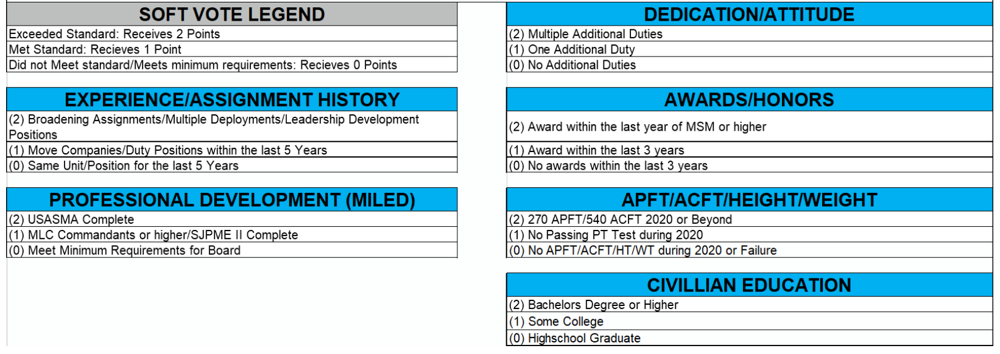 SOFT VOTE LEGEND
Exceeded Standard: Receives 2 Points
Met Standard: Recieves 1 Point
Did not Meet standard/Meets minimum requirements: Recieves 0 Points
EXPERIENCE/ASSIGNMENT HISTORY
(2) Broadening Assignments/Multiple Deployments/Leadership Development
Positions
(1) Move Companies/Duty Positions within the last 5 Years
(0) Same Unit/Position for the last 5 Years
PROFESSIONAL DEVELOPMENT (MILED)
(2) USASMA Complete
(1) MLC Commandants or higher/SJPME II Complete
(0) Meet Minimum Requirements for Board
DEDICATION/ATTITUDE
(2) Multiple Additional Duties
(1) One Additional Duty
(0) No Additional Duties
AWARDS/HONORS
(2) Award within the last year of MSM or higher
(1) Award within the last 3 years
(0) No awards within the last 3 years
APFT/ACFT/HEIGHT/WEIGHT
(2) 270 APFT/540 ACFT 2020 or Beyond
(1) No Passing PT Test during 2020
(0) No APFT/ACFT/HT/WT during 2020 or Failure
CIVILLIAN EDUCATION
(2) Bachelors Degree or Higher
(1) Some College
(0) Highschool Graduate